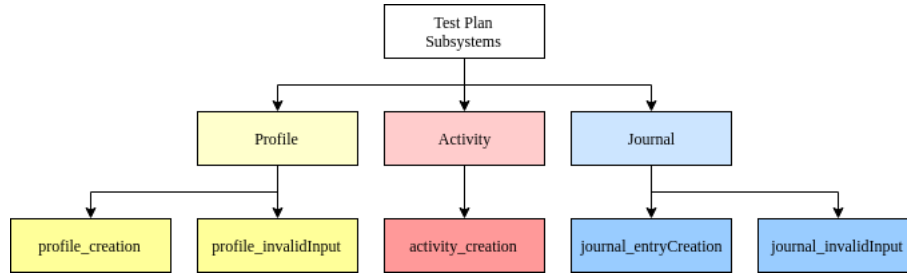 Test Plan
Subsystems
Profile
Activity
Journal
profile_creation
profile_invalidInput
activity_creation
journal_entryCreation
journal_invalidInput